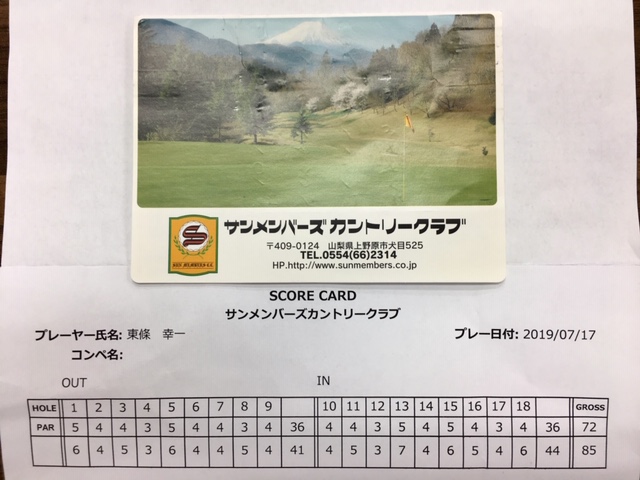 サンメンバーズ カントリークラブ
〒409-0124 山梨県上野原市犬目525
TEL.0554(66)2314
HP.http://www.sunmembers.co.jp
SUN MEMBERS C.C.
SCORE CARD
サンメンバーズカントリークラブ
プレーヤー氏名: 東條 幸一 プレー日付: 2019/07/17
コンペ名:
OUT IN
HOLE 1 2 3 4 5 6 7 8 9 10 11 12 13 14 15 16 17 18 GROSS
PAR 5 4 4 3 5 4 4 3 4 36 4 4 3 5 4 5 4 3 4 36 72
6 4 5 3 6 4 5 4 4 41 4 5 3 7 5 6 4 4 6 44 85